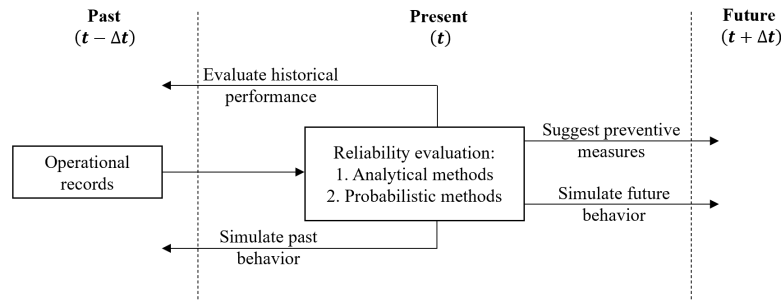 Past
(t − Δt)
Present
(t)
Future
(t + Δt)
Evaluate historical
performance
Operational
records
Reliability evaluation:
1. Analytical methods
2. Probabilistic methods
Suggest preventive
measures
Simulate future
behavior
Simulate past
behavior